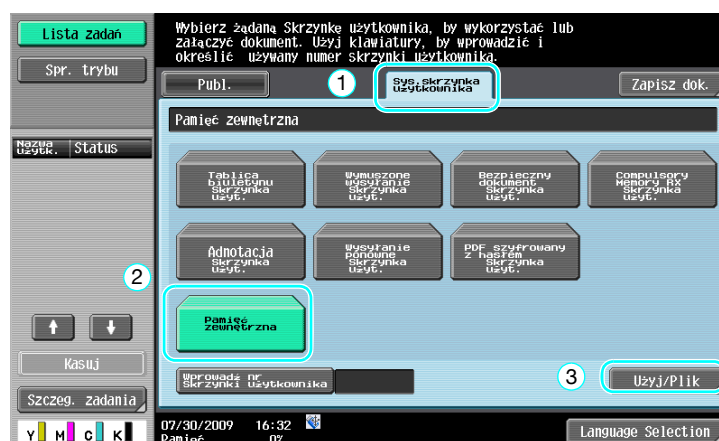 Lista zadań
Spr. trybu
Wybierz żądaną Skrzynkę użytkownika, by wykorzystać lub
załączyć dokument. Użyj klawiatury, by wprowadzić i
określić używany numer skrzynki użytkownika.
Publ.
1
Sys.skrzynka
użytkownika
Zapisz dok.
Pamięć zewnętrzna
Nazwa
użytk.
Status
Tablica
biuletynu
Skrzynka
użyt.
Wymuszone
wysyłanie
Skrzynka
użyt.
Bezpieczny
dokument
Skrzynka
użyt.
Compulsory
Memory RX
Skrzynka
użyt.
Adnotacja
Skrzynka
użyt.
Wysyłanie
ponowne
Skrzynka
użyt.
PDF szyfrowany
z hasłem
Skrzynka
użyt.
2
Pamięć
zewnętrzna
Kasuj
Wprowadź nr
Skrzynki użytkownika
3
Użyj/Plik
Szczeg. zadania
Y M C K
07/30/2009 16:32
Pamięć 0%
Language Selection